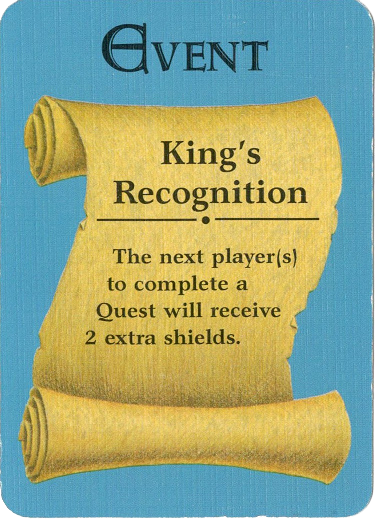 EVENT
King's
Recognition
The next player(s)
to complete a
Quest will receive
2 extra shields.